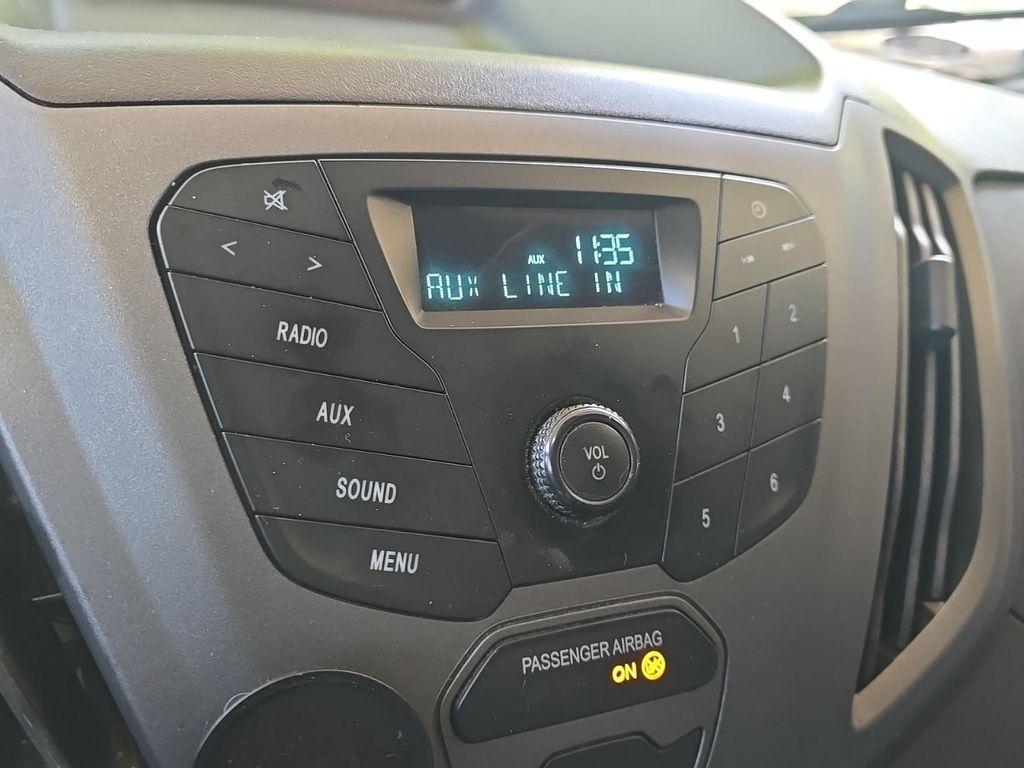 AUX 11:35
AUX LINE IN
< >
RADIO
AUX
SOUND
MENU
VOL
1 2
3 4
5 6
PASSENGER AIRBAG
ON